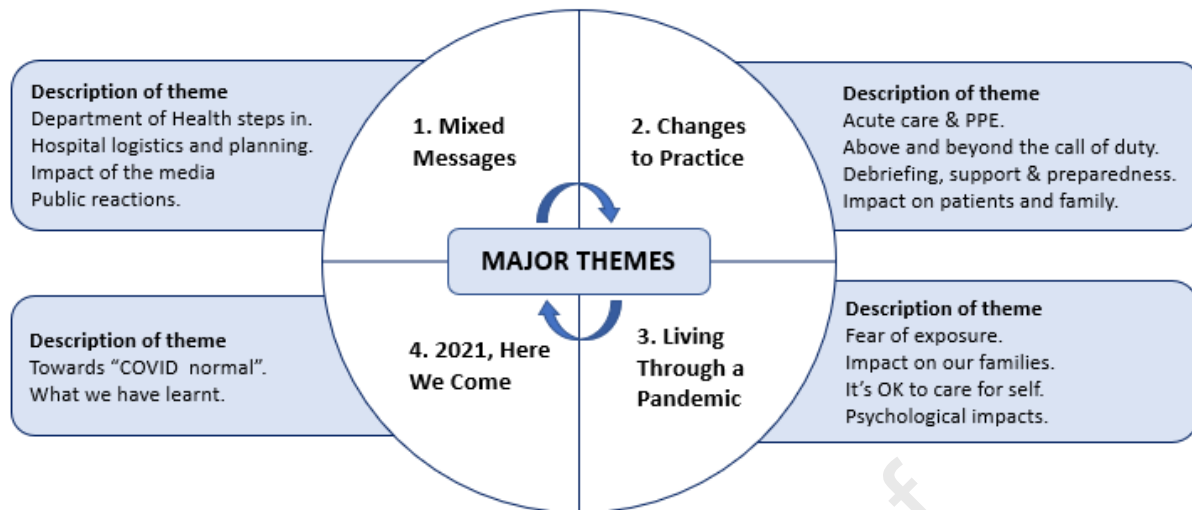 Description of theme
Department of Health steps in.
Hospital logistics and planning.
Impact of the media
Public reactions.
1. Mixed
Messages
2. Changes
to Practice
Description of theme
Acute care & PPE.
Above and beyond the call of duty.
Debriefing, support & preparedness.
Impact on patients and family.
MAJOR THEMES
Description of theme
Towards “COVID normal”.
What we have learnt.
4. 2021, Here
We Come
3. Living
Through a
Pandemic
Description of theme
Fear of exposure.
Impact on our families.
It’s OK to care for self.
Psychological impacts.
f